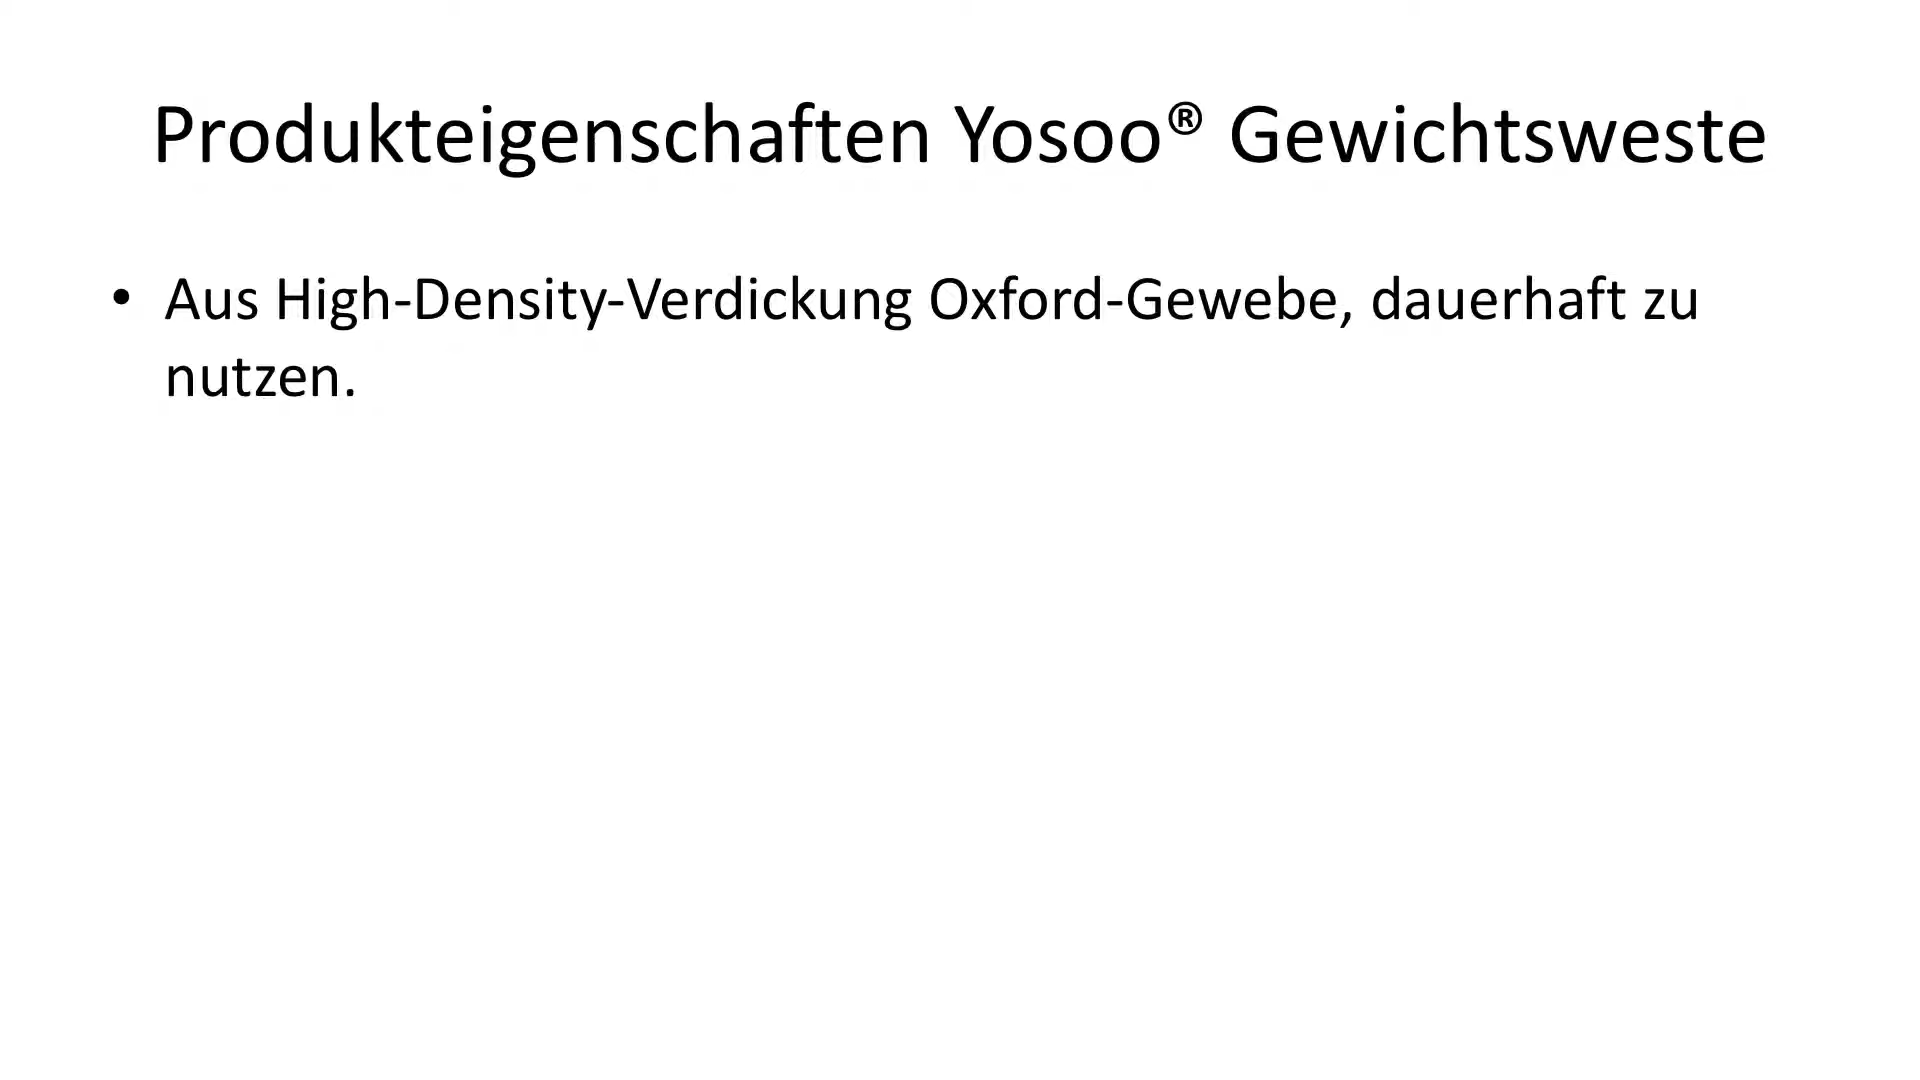 Produkteigenschaften Yosoo® Gewichtsweste
• Aus High-Density-Verdickung Oxford-Gewebe, dauerhaft zu
nutzen.